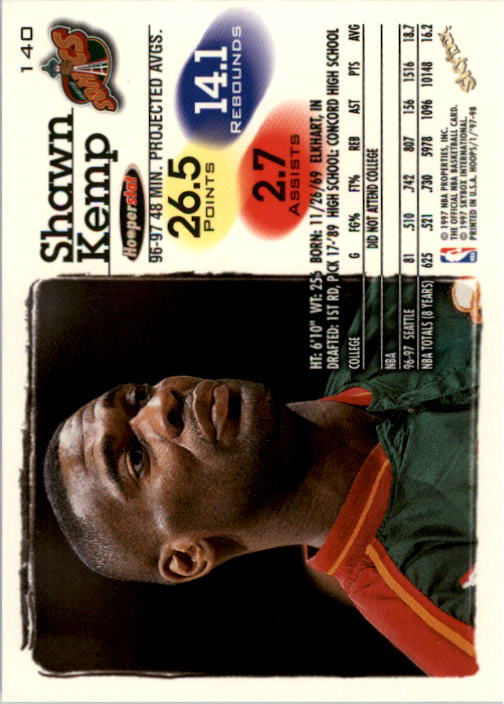 140
SONICS
Shawn
Kemp
Hooperstar
96-97 48 MIN. PROJECTED AVGS.
26.5
POINTS
14.1
REBOUNDS
2.7
ASSISTS
HT: 6'10" WT: 256 BORN: 11/26/69 ELKHART, IN
DRAFTED: 1ST RD, PICK 17-'89 HIGH SCHOOL: CONCORD HIGH SCHOOL
COLLEGE G FG% FT% REB AST PTS AVG
DID NOT ATTEND COLLEGE
NBA
96-97 SEATTLE 81 .510 .742 807 156 1516 18.7
NBA TOTALS (8 YEARS) 625 .521 .730 5978 1096 10148 16.2
© 1997 NBA PROPERTIES, INC.
THE OFFICIAL NBA BASKETBALL CARD.
© 1997 SKYBOX INTERNATIONAL.
PRINTED IN U.S.A. HOOPS/1/'97-98
NBA
SKYBOX